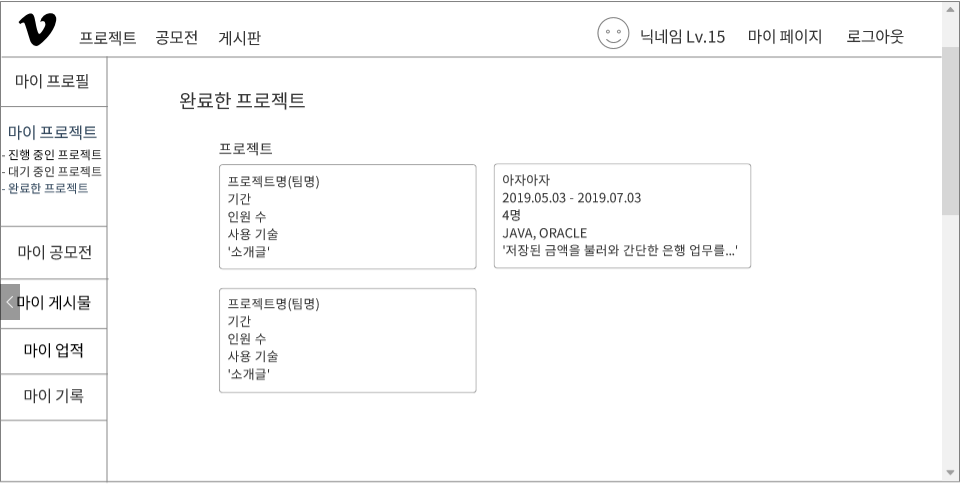 프로젝트 공모전 게시판 닉네임 Lv.15 마이 페이지 로그아웃
마이 프로필
마이 프로젝트
- 진행 중인 프로젝트
- 대기 중인 프로젝트
- 완료한 프로젝트
마이 공모전
마이 게시물
마이 업적
마이 기록
완료한 프로젝트
프로젝트
프로젝트명(팀명)
기간
인원 수
사용 기술
'소개글'
아자아자
2019.05.03 - 2019.07.03
4명
JAVA, ORACLE
'저장된 금액을 불러와 간단한 은행 업무를...'
프로젝트명(팀명)
기간
인원 수
사용 기술
'소개글'